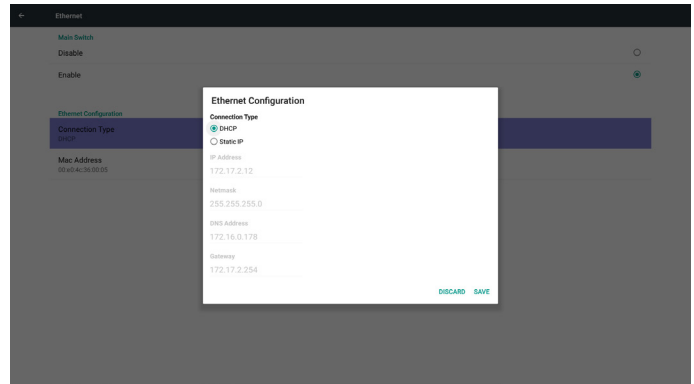 Ethernet
Main Switch
Disable
Enable
Ethernet Configuration
Connection Type
DHCP
Mac Address
00:e0:4c:36:00:05
Ethernet Configuration
Connection Type
DHCP
Static IP
IP Address
172.17.2.12
Netmask
255.255.255.0
DNS Address
172.16.0.178
Gateway
172.17.2.254
DISCARD SAVE